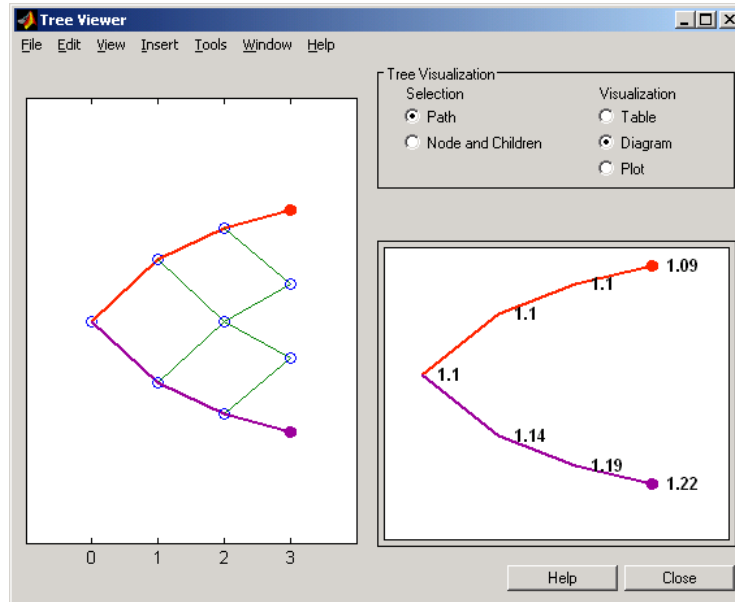 Tree Viewer
File Edit View Insert Tools Window Help
Tree Visualization
Selection
Visualization
Path
Table
Node and Children
Diagram
Plot
1.09
1.1
1.1
1.1
1.14
1.19
1.22
0 1 2 3
Help
Close